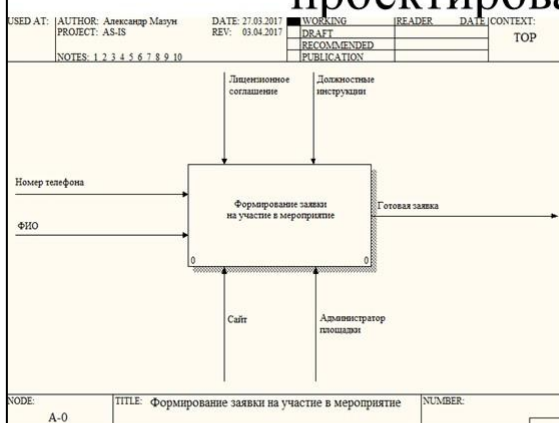 USED AT: AUTHOR: Александр Мазун DATE: 27.03.2017 WORKING READER DATE CONTEXT:
PROJECT: AS-IS REV: 03.04.2017 DRAFT
TOP
RECOMMENDED
NOTES: 1 2 3 4 5 6 7 8 9 10 PUBLICATION
Лицензионное
соглашение
Должностные
инструкции
Номер телефона
ФИО
Формирование заявки
на участие в мероприятие
0 0
Готовая заявка
Сайт
Администратор
площадки
NODE: TITLE: Формирование заявки на участие в мероприятие NUMBER:
A-0